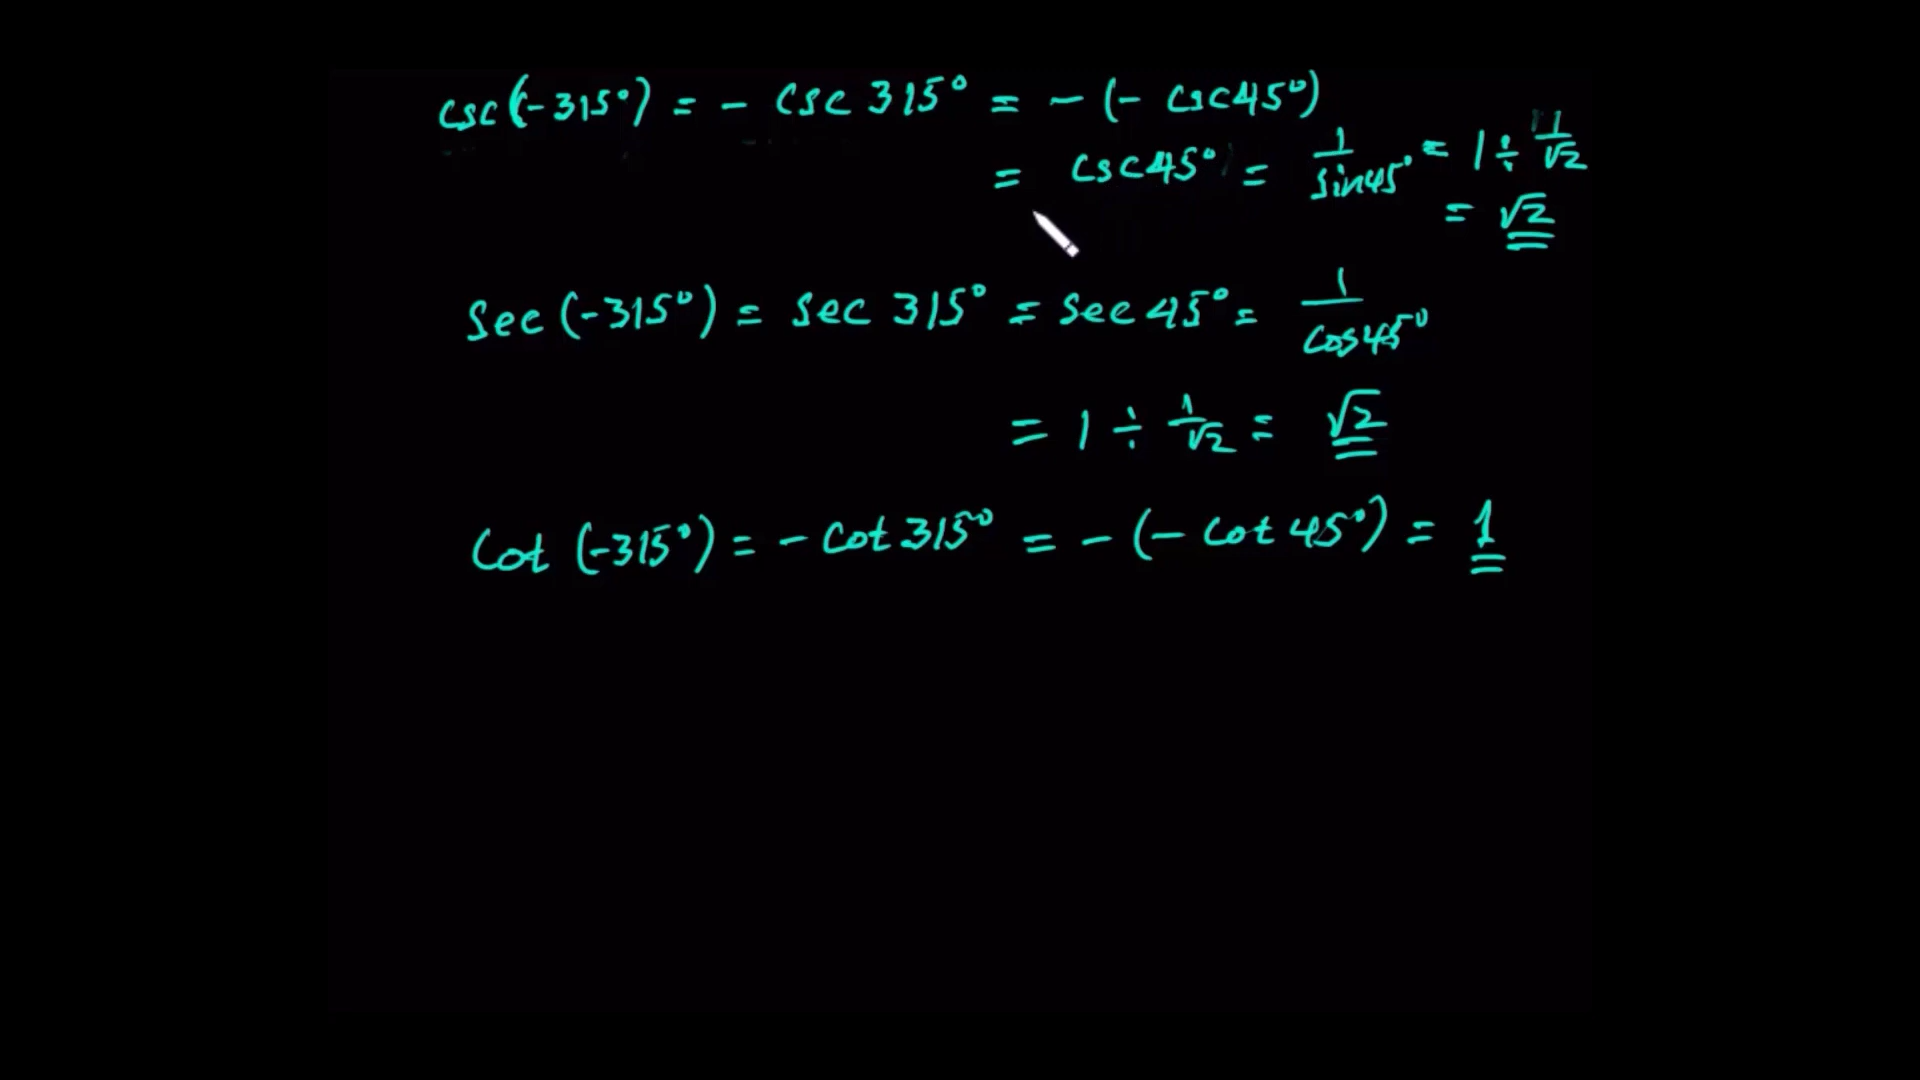 csc(-315°) = - csc 315° = - (- csc45°)
= csc45° = 1/sin45° = 1 ÷ 1/√2
= √2
Sec (-315°) = sec 315° = sec 45° = 1/cos45°
= 1 ÷ 1/√2 = √2
Cot (-315°) = - cot 315° = - (- cot 45°) = 1